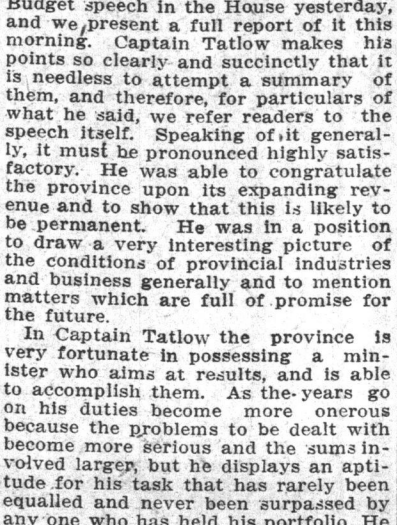 Budget speech in the House yesterday,
and we present a full report of it this
morning. Captain Tatlow makes his
points so clearly and succinctly that it
is needless to attempt a summary of
them, and therefore, for particulars of
what he said, we refer readers to the
speech itself. Speaking of it general-
ly, it must be pronounced highly satis-
factory. He was able to congratulate
the province upon its expanding rev-
enue and to show that this is likely to
be permanent. He was in a position
to draw a very interesting picture of
the conditions of provincial industries
and business generally and to mention
matters which are full of promise for
the future.
In Captain Tatlow the province is
very fortunate in possessing a min-
ister who aims at results, and is able
to accomplish them. As the years go
on his duties become more onerous
because the problems to be dealt with
become more serious and the sums in-
volved larger, but he displays an apti-
tude for his task that has rarely been
equalled and never been surpassed by
any one who has held his portfolio. He